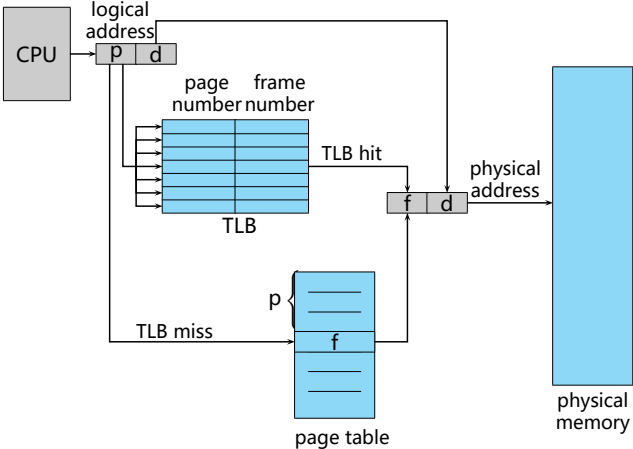 logical
address
CPU
p d
page frame
number number
TLB hit
physical
address
f d
TLB
p
TLB miss
f
physical
memory
page table